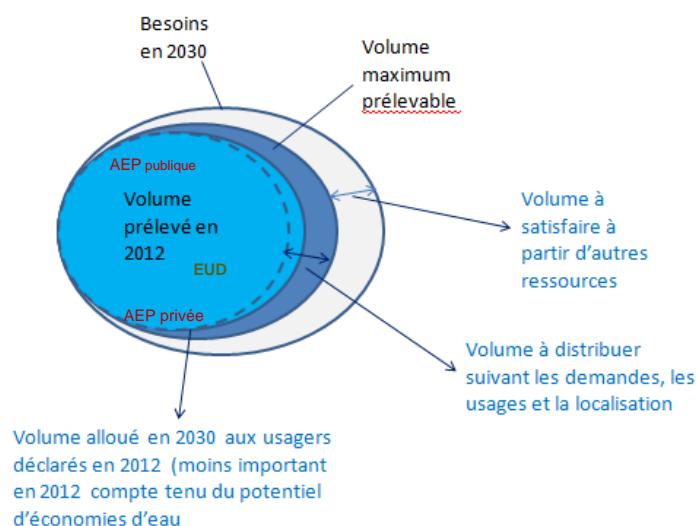 Besoins
en 2030
Volume
maximum
prélevable
AEP publique
Volume
prélevé en
2012
EUD
AEP privée
Volume à
satisfaire à
partir d’autres
ressources
Volume à distribuer
suivant les demandes, les
usages et la localisation
Volume alloué en 2030 aux usagers
déclarés en 2012 (moins important
en 2012 compte tenu du potentiel
d’économies d’eau